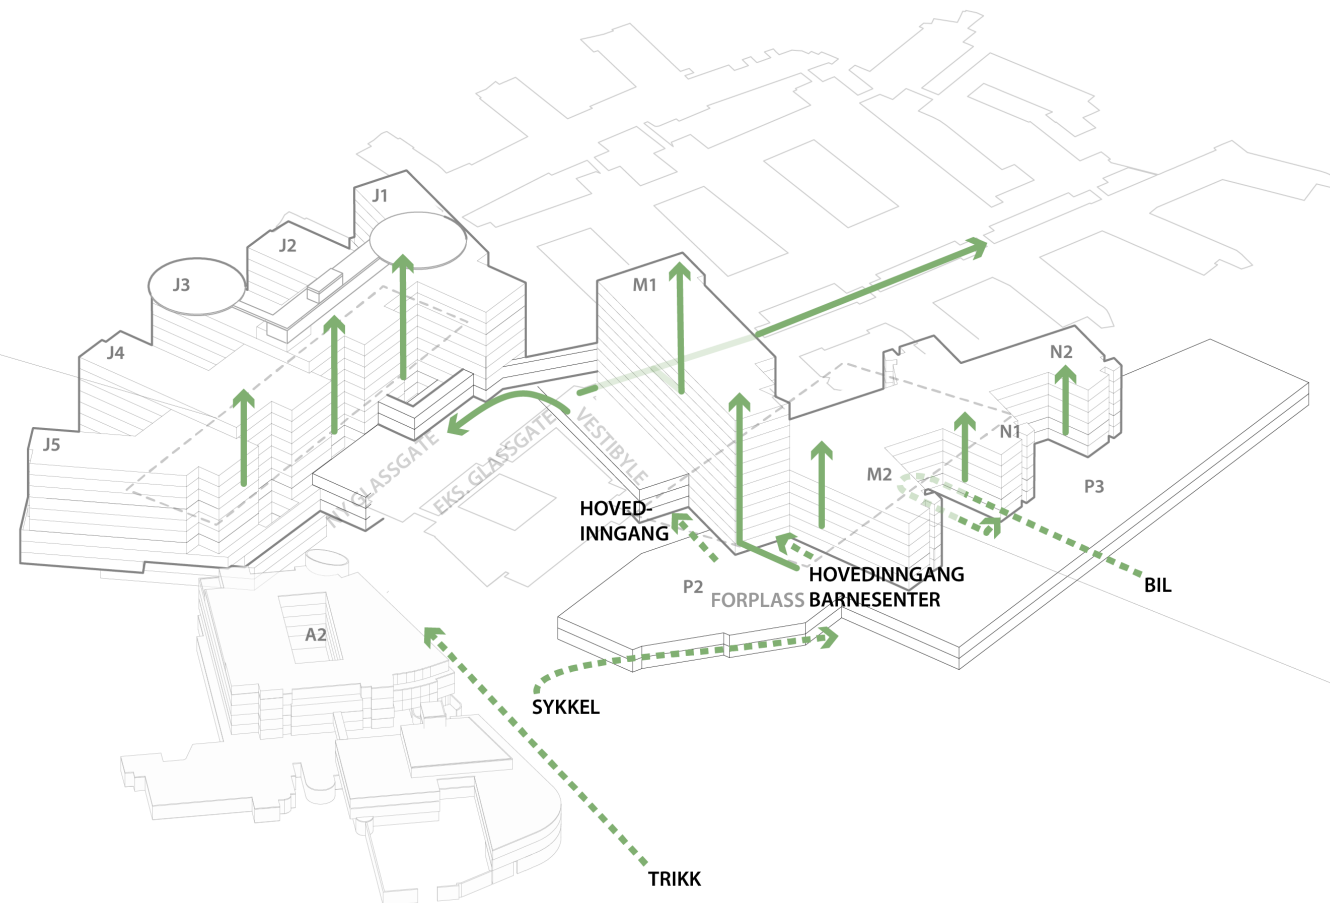 J1
J2
J3
M1
J4
N2
J5
N1
M2
P3
NY GLASSGATE
EKS. GLASSGATE
VESTIBYLE
HOVED-
INNGANG
P2
FORPLASS
HOVEDINNGANG
BARNESENTER
BIL
A2
SYKKEL
TRIKK